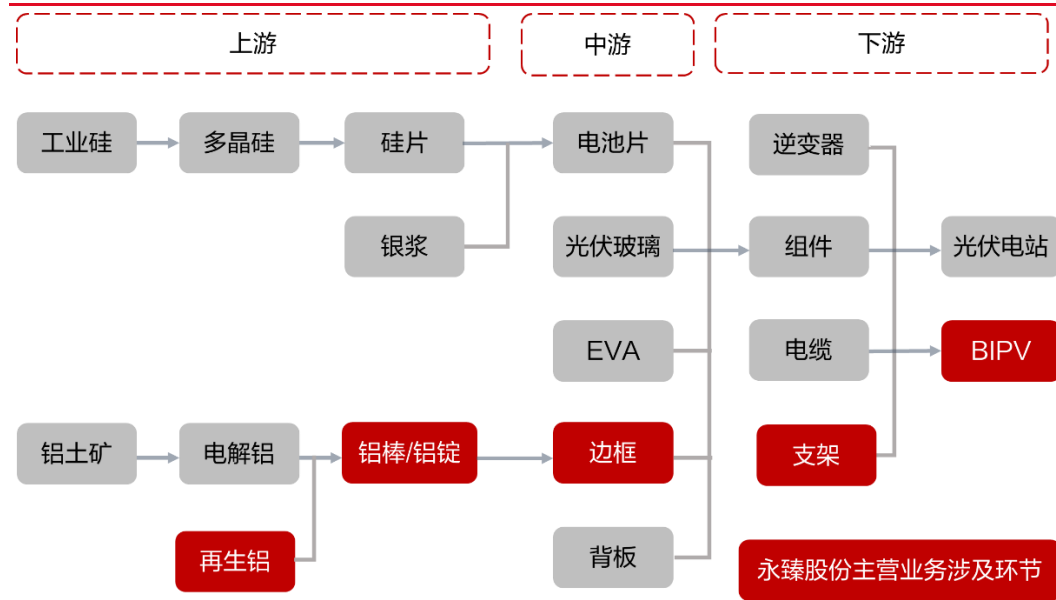 上游
中游
下游
工业硅
多晶硅
硅片
电池片
逆变器
银浆
光伏玻璃
组件
光伏电站
EVA
电缆
BIPV
铝土矿
电解铝
铝棒/铝锭
边框
支架
再生铝
背板
永臻股份主营业务涉及环节